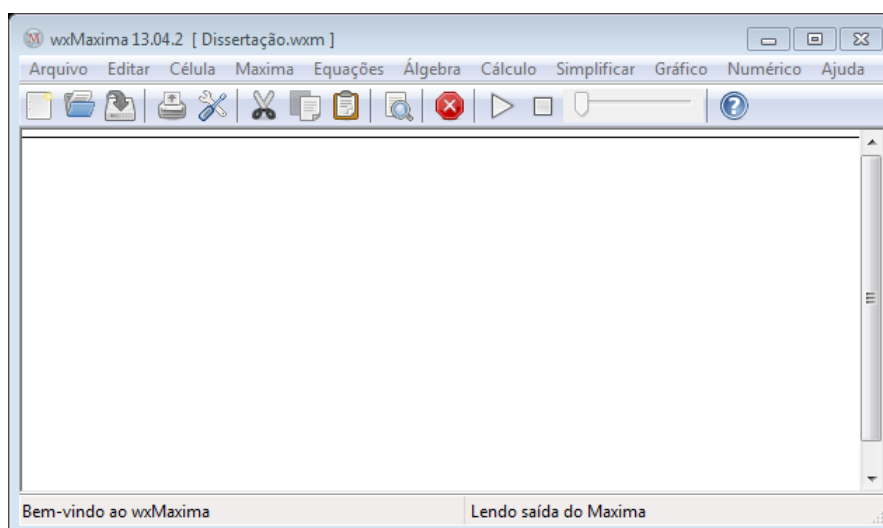 wxMaxima 13.04.2 [ Dissertação.wxm ]
Arquivo Editar Célula Maxima Equações Álgebra Cálculo Simplificar Gráfico Numérico Ajuda
Bem-vindo ao wxMaxima Lendo saída do Maxima